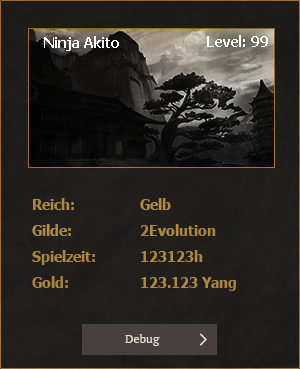 Ninja Akito Level: 99
Reich: Gelb
Gilde: 2Evolution
Spielzeit: 123123h
Gold: 123.123 Yang
Debug